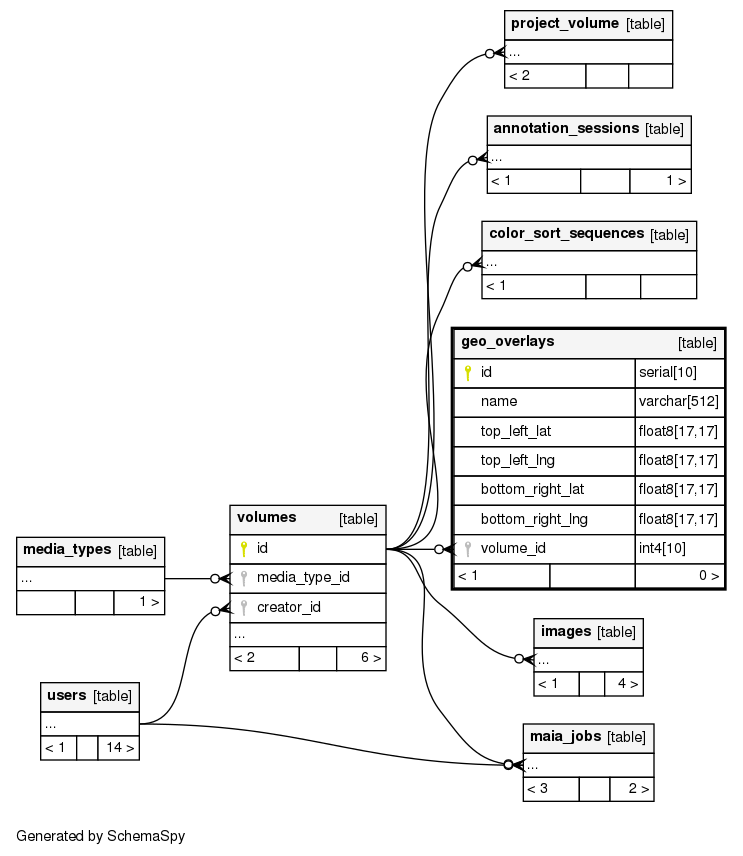 project_volume [table]
...
< 2
annotation_sessions [table]
...
< 1 1 >
color_sort_sequences [table]
...
< 1
geo_overlays [table]
id serial[10]
name varchar[512]
top_left_lat float8[17,17]
top_left_lng float8[17,17]
bottom_right_lat float8[17,17]
bottom_right_lng float8[17,17]
volume_id int4[10]
< 1 0 >
volumes [table]
id
media_type_id
creator_id
...
< 2 6 >
media_types [table]
...
1 >
images [table]
...
< 1 4 >
users [table]
...
< 1 14 >
maia_jobs [table]
...
< 3 2 >
Generated by SchemaSpy